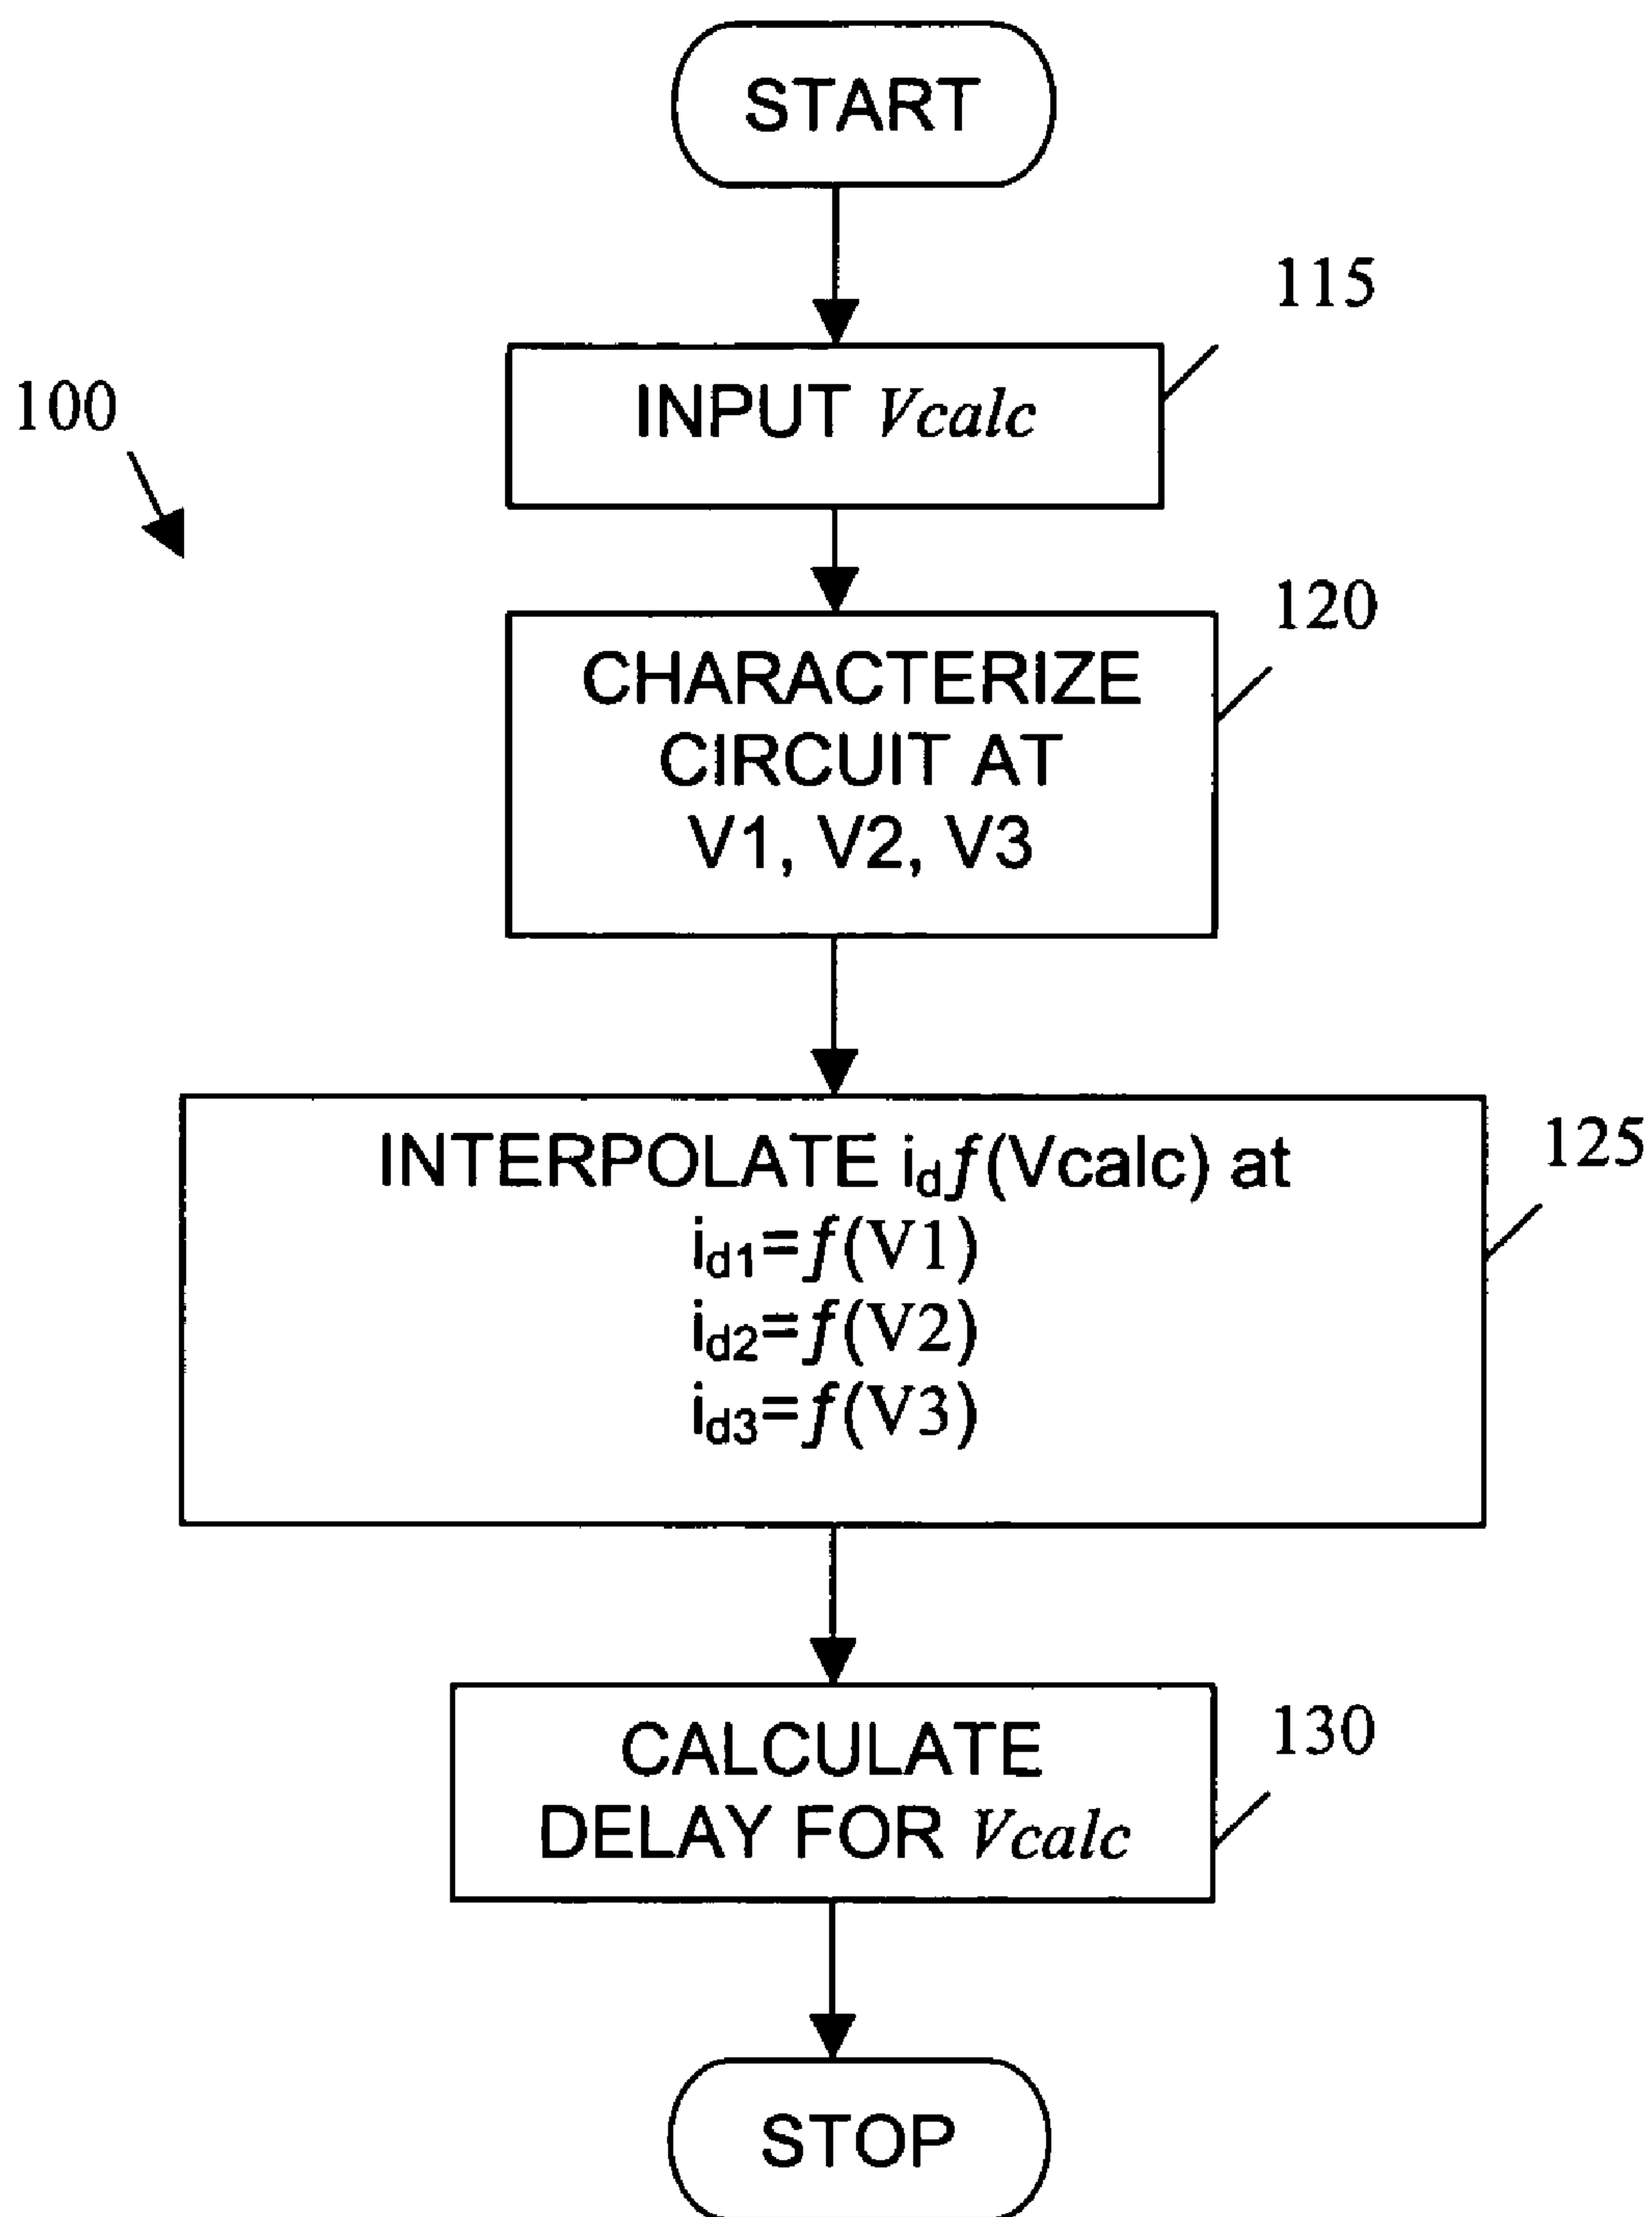 START
115
INPUT Vcalc
100
120
CHARACTERIZE
CIRCUIT AT
V1, V2, V3
INTERPOLATE idƒ(Vcalc) at
125
id1=ƒ(V1)
id2=ƒ(V2)
id3=ƒ(V3)
130
CALCULATE
DELAY FOR Vcalc
STOP